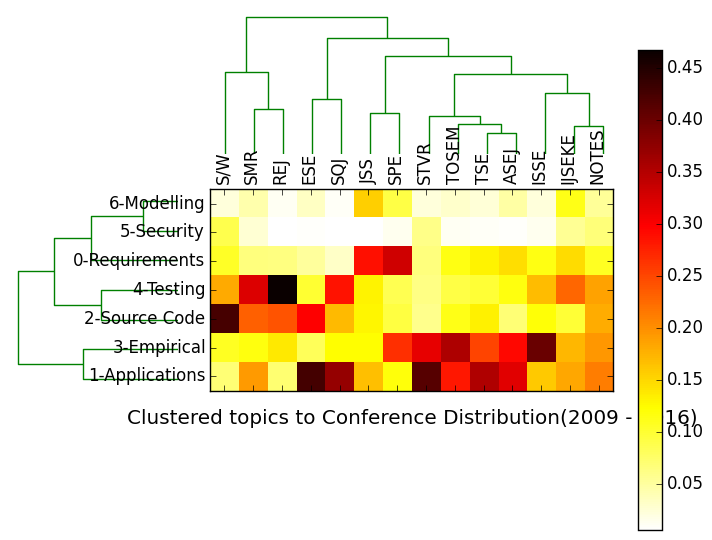 S/W SMR REJ ESE SQJ JSS SPE STVR TOSEM TSE ASEJ ISSE IJSEKE NOTES
6-Modelling
5-Security
0-Requirements
4-Testing
2-Source Code
3-Empirical
1-Applications
Clustered topics to Conference Distribution(2009 - 16)
0.45
0.40
0.35
0.30
0.25
0.20
0.15
0.10
0.05